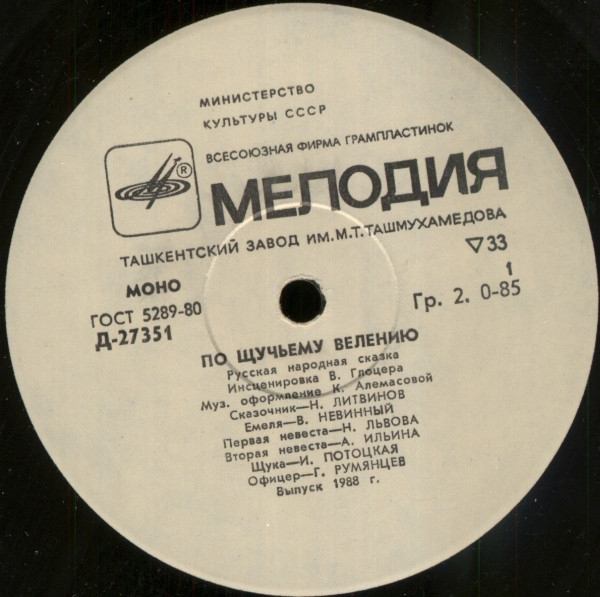 МИНИСТЕРСТВО
КУЛЬТУРЫ СССР
ВСЕСОЮЗНАЯ ФИРМА ГРАМПЛАСТИНОК
®
МЕЛОДИЯ
ТАШКЕНТСКИЙ ЗАВОД ИМ.М.Т.ТАШМУХАМЕДОВА
▽33
МОНО
1
ГОСТ 5289-80
Гр. 2. 0-85
Д-27351
ПО ЩУЧЬЕМУ ВЕЛЕНИЮ
Русская народная сказка
Инсценировка В. Глоцера
Муз. оформление К. Алемасовой
Сказочник—Н. ЛИТВИНОВ
Емеля—В. НЕВИННЫЙ
Первая невеста—Н. ЛЬВОВА
Вторая невеста—А. ИЛЬИНА
Щука—И. ПОТОЦКАЯ
Офицер—Г. РУМЯНЦЕВ
Выпуск 1988 г.